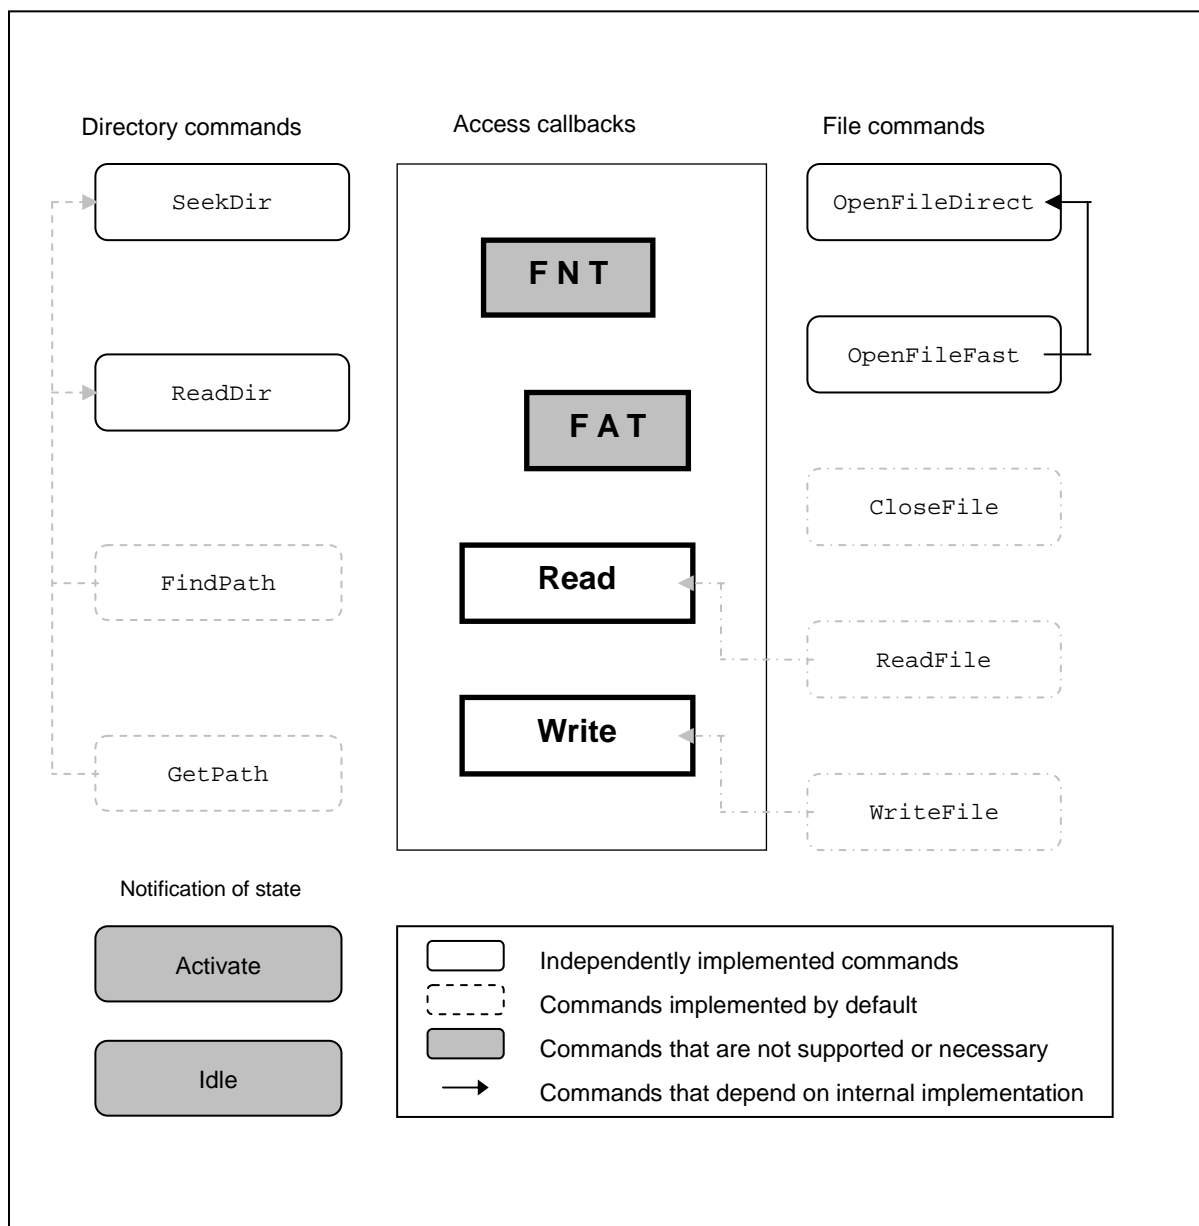 Directory commands
Access callbacks
File commands
SeekDir
OpenFileDirect
F N T
OpenFileFast
ReadDir
F A T
CloseFile
FindPath
Read
ReadFile
GetPath
Write
WriteFile
Notification of state
Activate
Idle
Independently implemented commands
Commands implemented by default
Commands that are not supported or necessary
Commands that depend on internal implementation